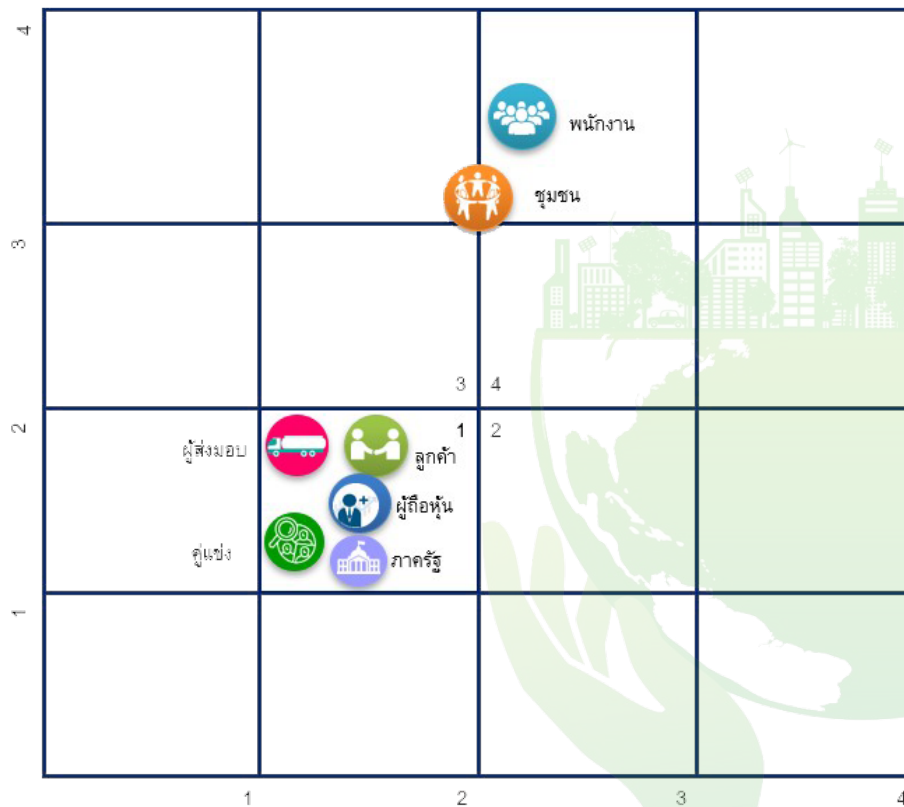 4
พนักงาน
ชุมชน
3
3 4
2
1 2
ผู้ส่งมอบ
ลูกค้า
ผู้ถือหุ้น
คู่แข่ง
ภาครัฐ
1
1 2 3 4